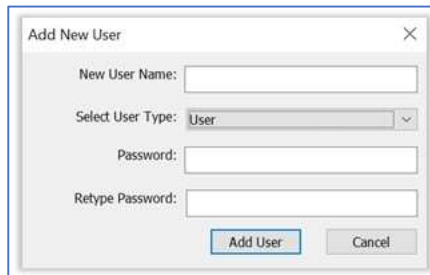 Add New User
New User Name:
Select User Type: User
Password:
Retype Password:
Add User Cancel